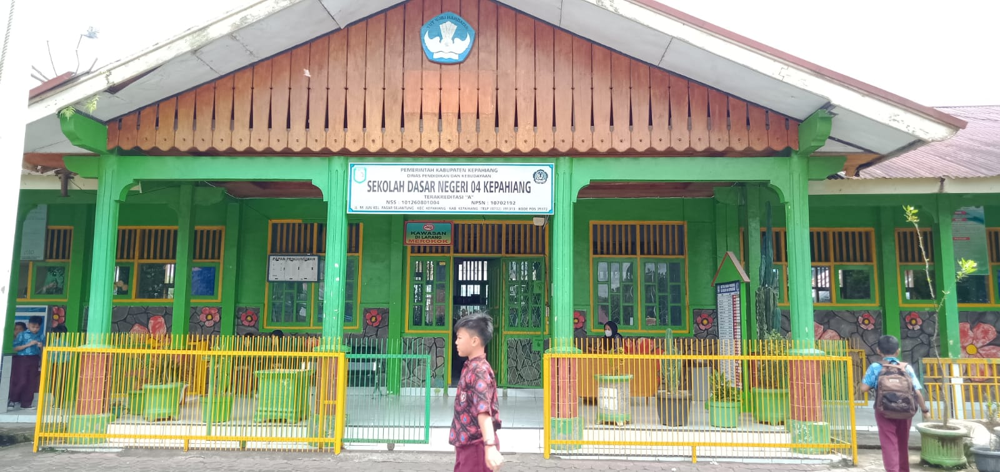 TUT WURI HANDAYANI
PEMERINTAH KABUPATEN KEPAHIANG
DINAS PENDIDIKAN DAN KEBUDAYAAN
SEKOLAH DASAR NEGERI 04 KEPAHIANG
TERAKREDITASI "A"
NSS : 101260801004 NPSN : 10702192
JL. M. JUN KEL. PASAR SEJANTUNG KEC. KEPAHIANG KAB. KEPAHIANG TELP (0732) 391313 KODE POS 39372
KAWASAN
DI LARANG
MEROKOK
PAPAN PENGUMUMAN